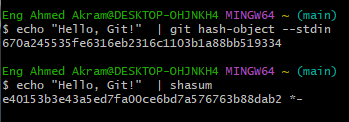 Eng Ahmed Akram@DESKTOP-OHJNKH4 MINGW64 ~ (main)
$ echo "Hello, Git!"  | git hash-object --stdin
670a245535fe6316eb2316c1103b1a88bb519334

Eng Ahmed Akram@DESKTOP-OHJNKH4 MINGW64 ~ (main)
$ echo "Hello, Git!"  | shasum
e40153b3e43a5ed7fa00ce6bd7a576763b88dab2 *-